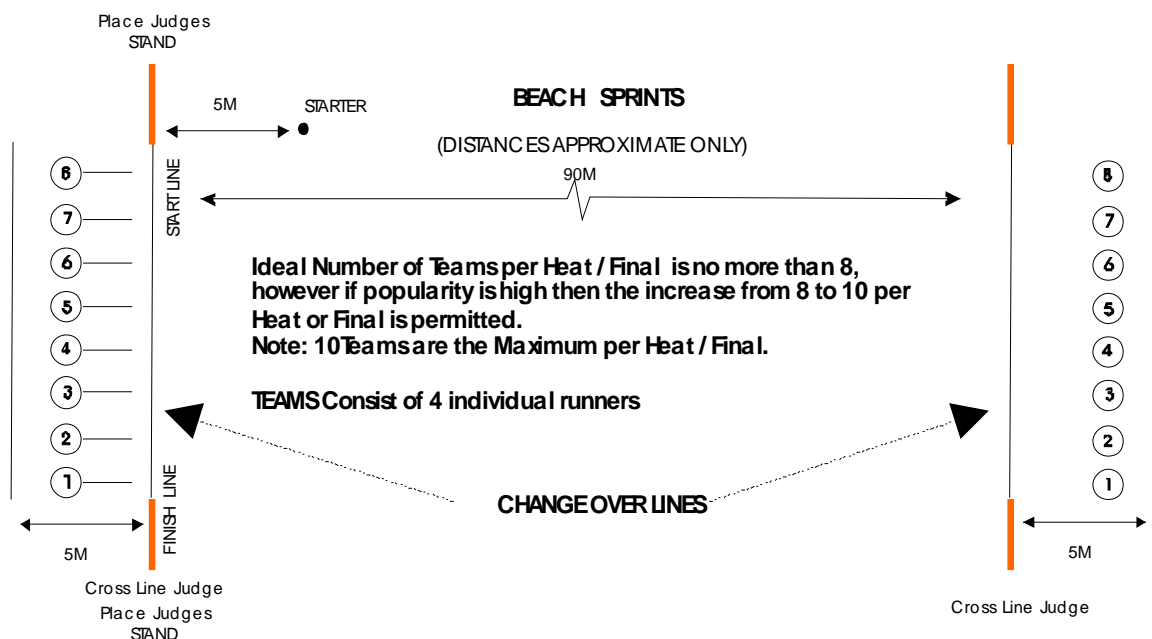 Place Judges
STAND
5M
STARTER
BEACH SPRINTS
(DISTANCES APPROXIMATE ONLY)
90M
START LINE
8
7
6
5
4
3
2
1
Ideal Number of Teams per Heat / Final is no more than 8,
however if popularity is high then the increase from 8 to 10 per
Heat or Final is permitted.
Note: 10 Teams are the Maximum per Heat / Final.
TEAMS Consist of 4 individual runners
CHANGE OVER LINES
7
6
5
4
3
2
1
FINISH LINE
5M
5M
Cross Line Judge
Place Judges
STAND
Cross Line Judge